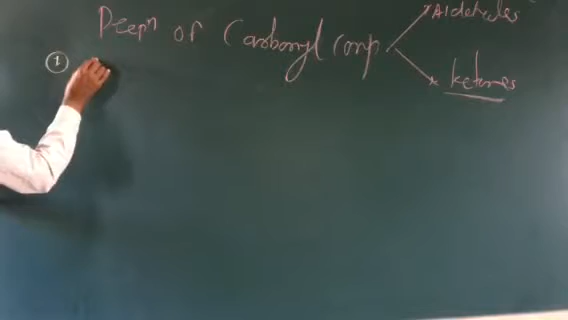 Prepⁿ of Carbonyl Comp
Aldehydes
Ketones
①